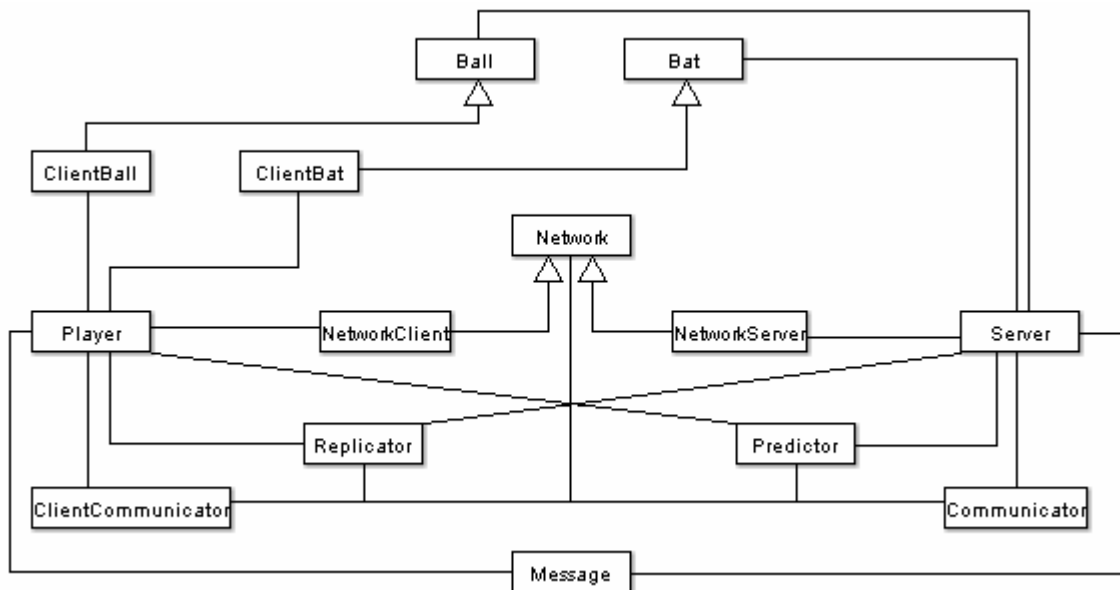 Ball
Bat
ClientBall
ClientBat
Network
Player
NetworkClient
NetworkServer
Server
Replicator
Predictor
ClientCommunicator
Communicator
Message